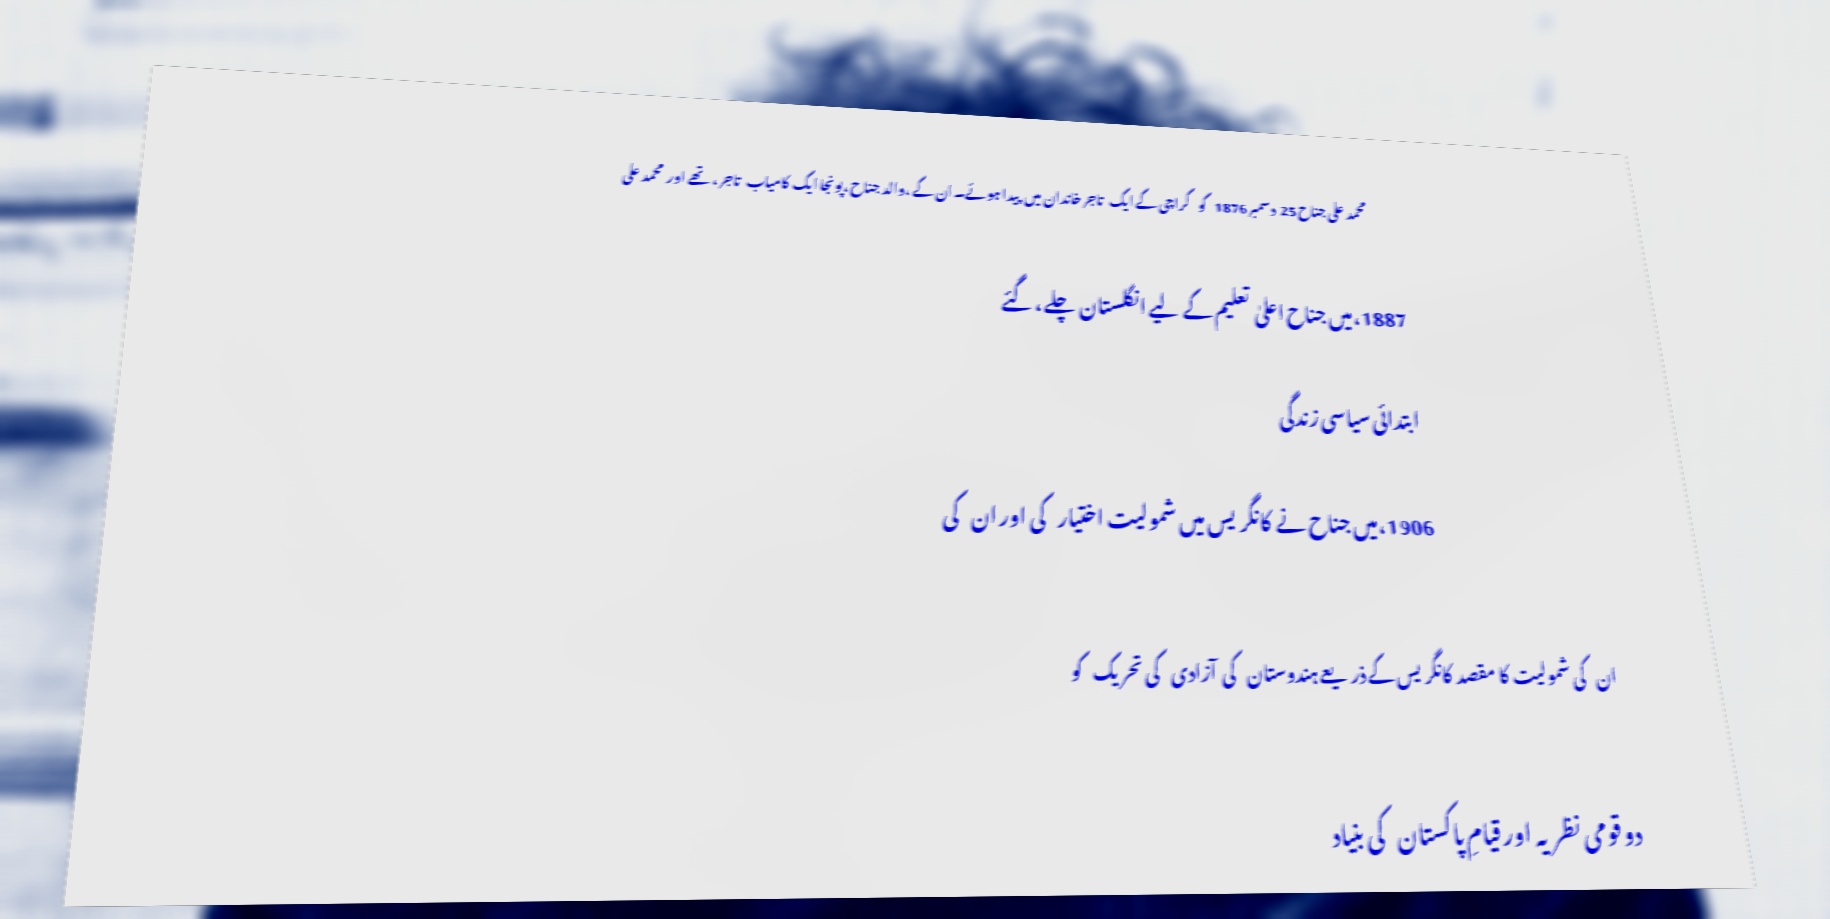 محمد علی جناح 25 دسمبر 1876 کو کراچی کے ایک تاجر خاندان میں پیدا ہوئے۔ ان کے ،والد جناح ،پونجا ایک کامیاب تاجر ، تھے اور محمد علی
1887، میں جناح اعلیٰ تعلیم کے لیے انگلستان چلے ، گئے
ابتدائی سیاسی زندگی
1906، میں جناح نے کانگریس میں شمولیت اختیار کی اور ان کی
ان کی شمولیت کا مقصد کانگریس کے ذریعے ہندوستان کی آزادی کی تحریک کو
دو قومی نظریہ اور قیامِ پاکستان کی بنیاد